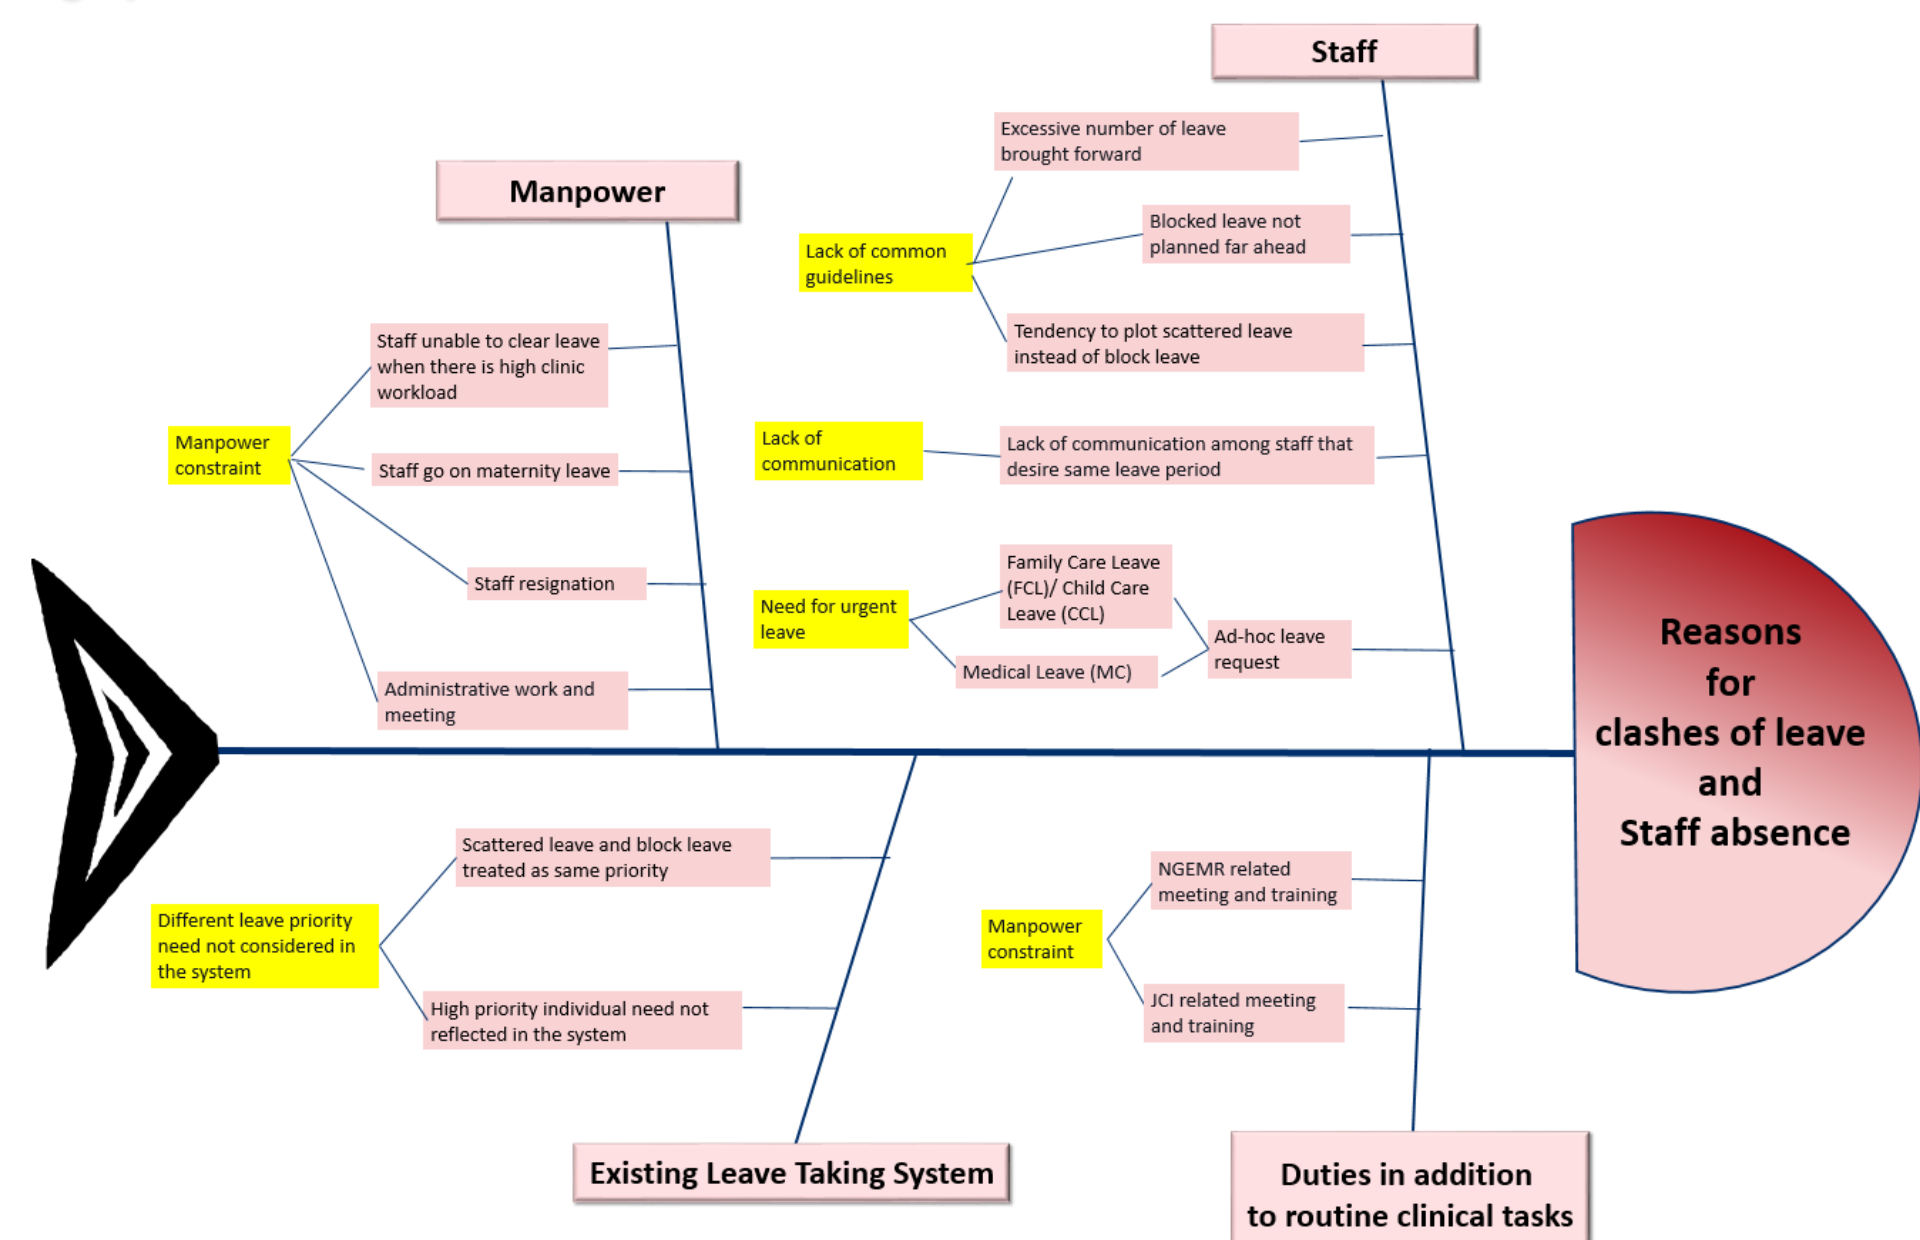 Staff
Excessive number of leave
brought forward
Manpower
Blocked leave not
planned far ahead
Lack of common
guidelines
Tendency to plot scattered leave
instead of block leave
Staff unable to clear leave
when there is high clinic
workload
Manpower
constraint
Staff go on maternity leave
Lack of
communication
Lack of communication among staff that
desire same leave period
Staff resignation
Family Care Leave
(FCL)/ Child Care
Leave (CCL)
Need for urgent
leave
Medical Leave (MC)
Ad-hoc leave
request
Administrative work and
meeting
Reasons
for
clashes of leave
and
Staff absence
Scattered leave and block leave
treated as same priority
Different leave priority
need not considered in
the system
High priority individual need not
reflected in the system
NGEMR related
meeting and training
Manpower
constraint
JCI related meeting
and training
Existing Leave Taking System
Duties in addition
to routine clinical tasks